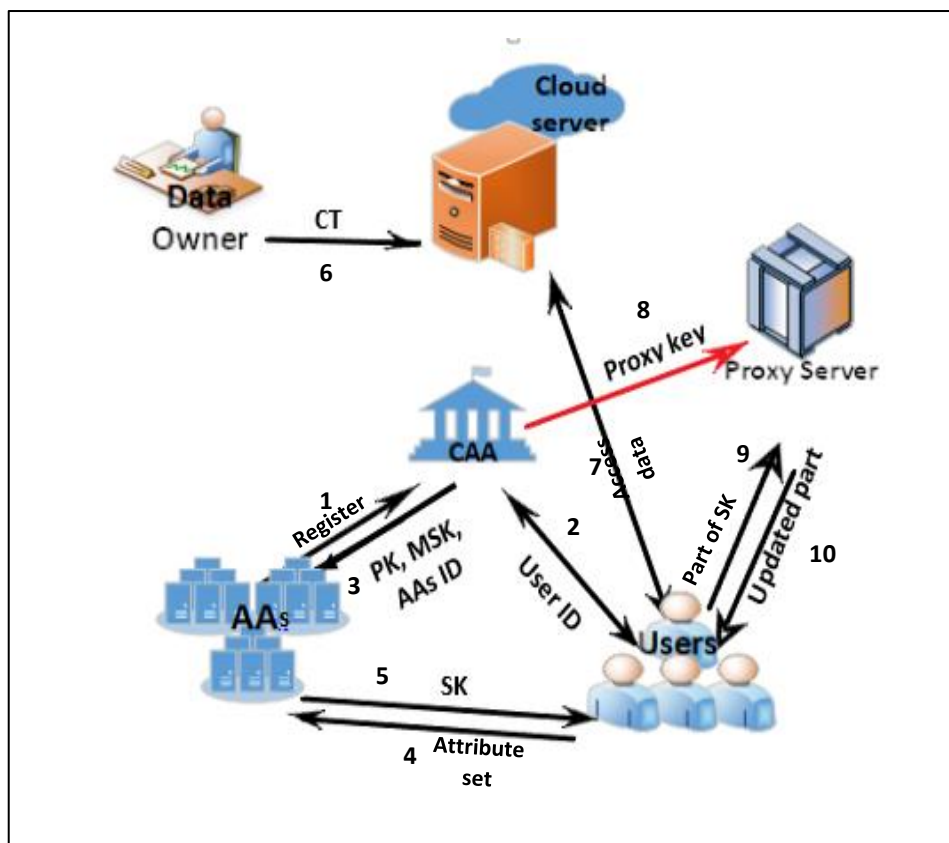 Cloud
server
Data
Owner
CT
6
8
Proxy key
Proxy Server
CAA
7
Access
data
9
1
Register
2
Part of SK
Updated part
10
3
PK, MSK,
AAs ID
User ID
AAs
Users
5
SK
4
Attribute
set